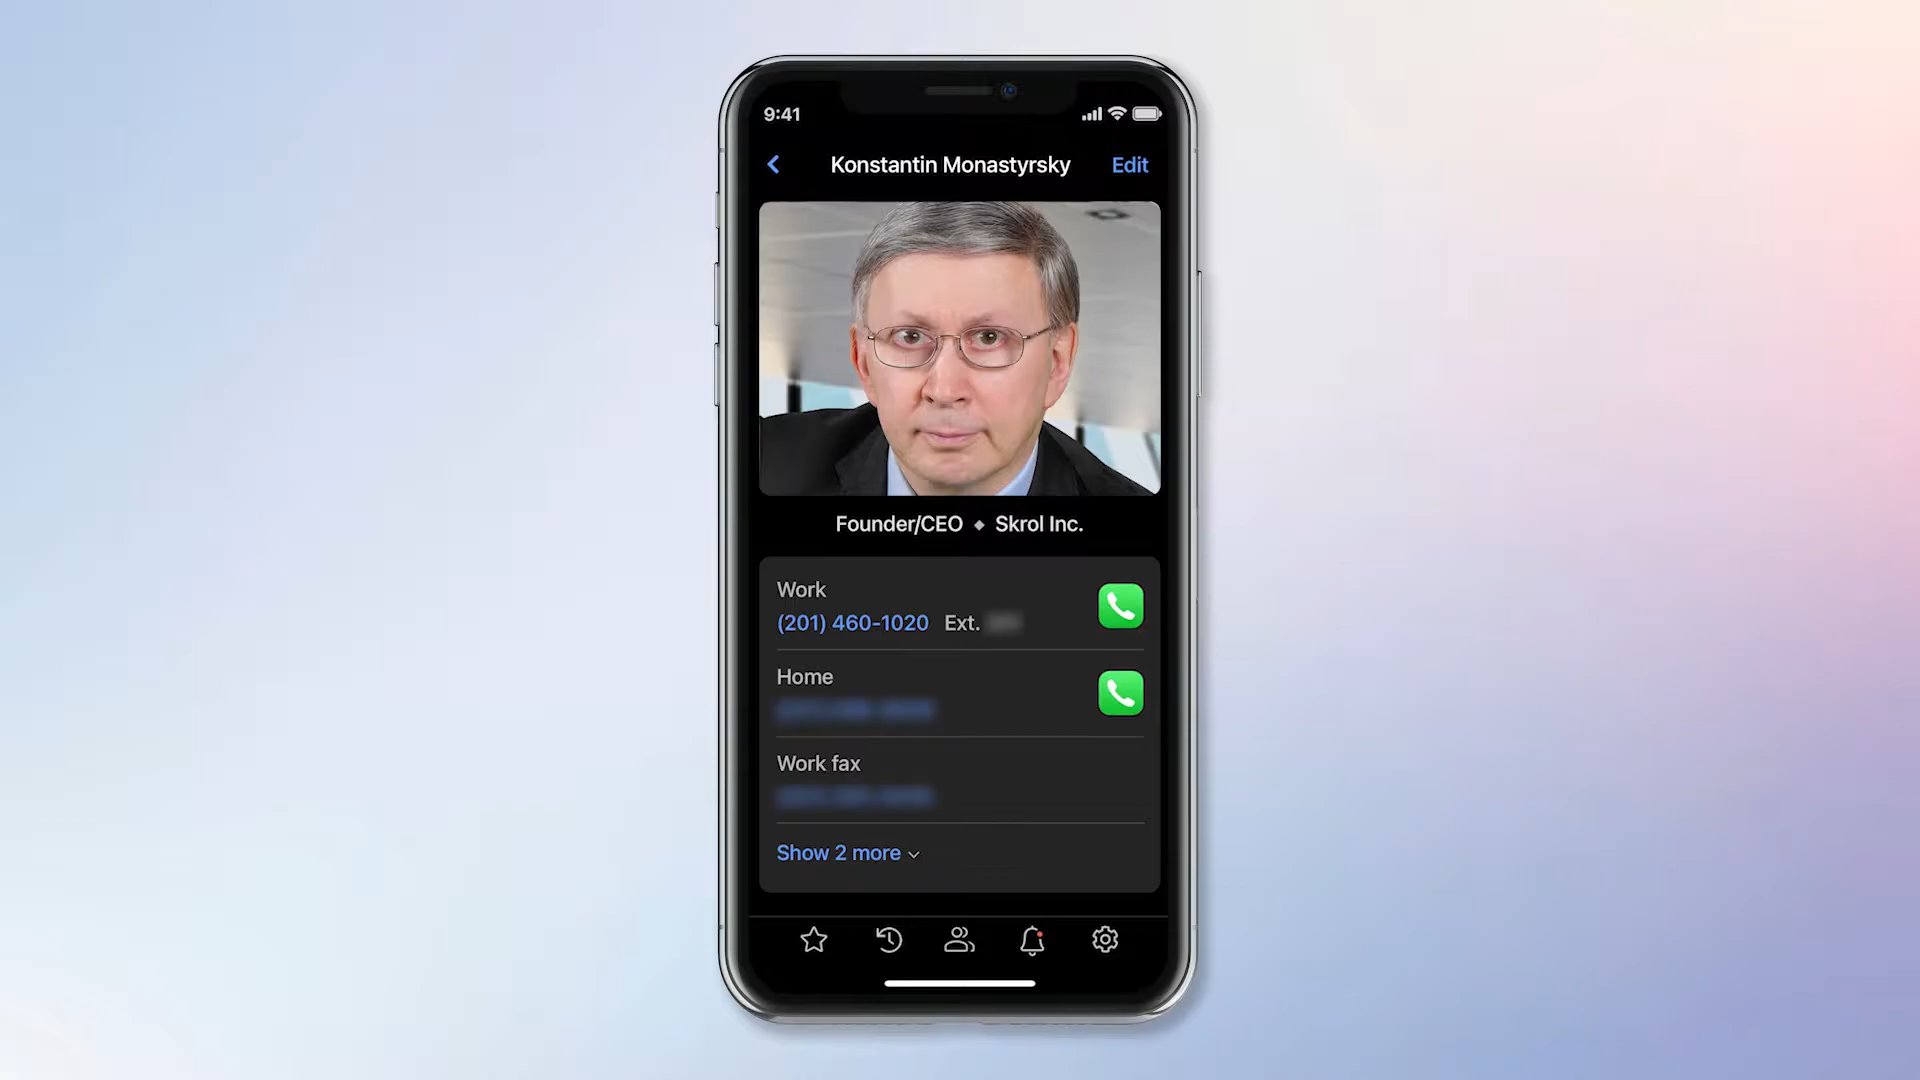 9:41
Konstantin Monastyrsky Edit
Founder/CEO ◆ Skrol Inc.
Work
(201) 460-1020 Ext.
Home
Work fax
Show 2 more